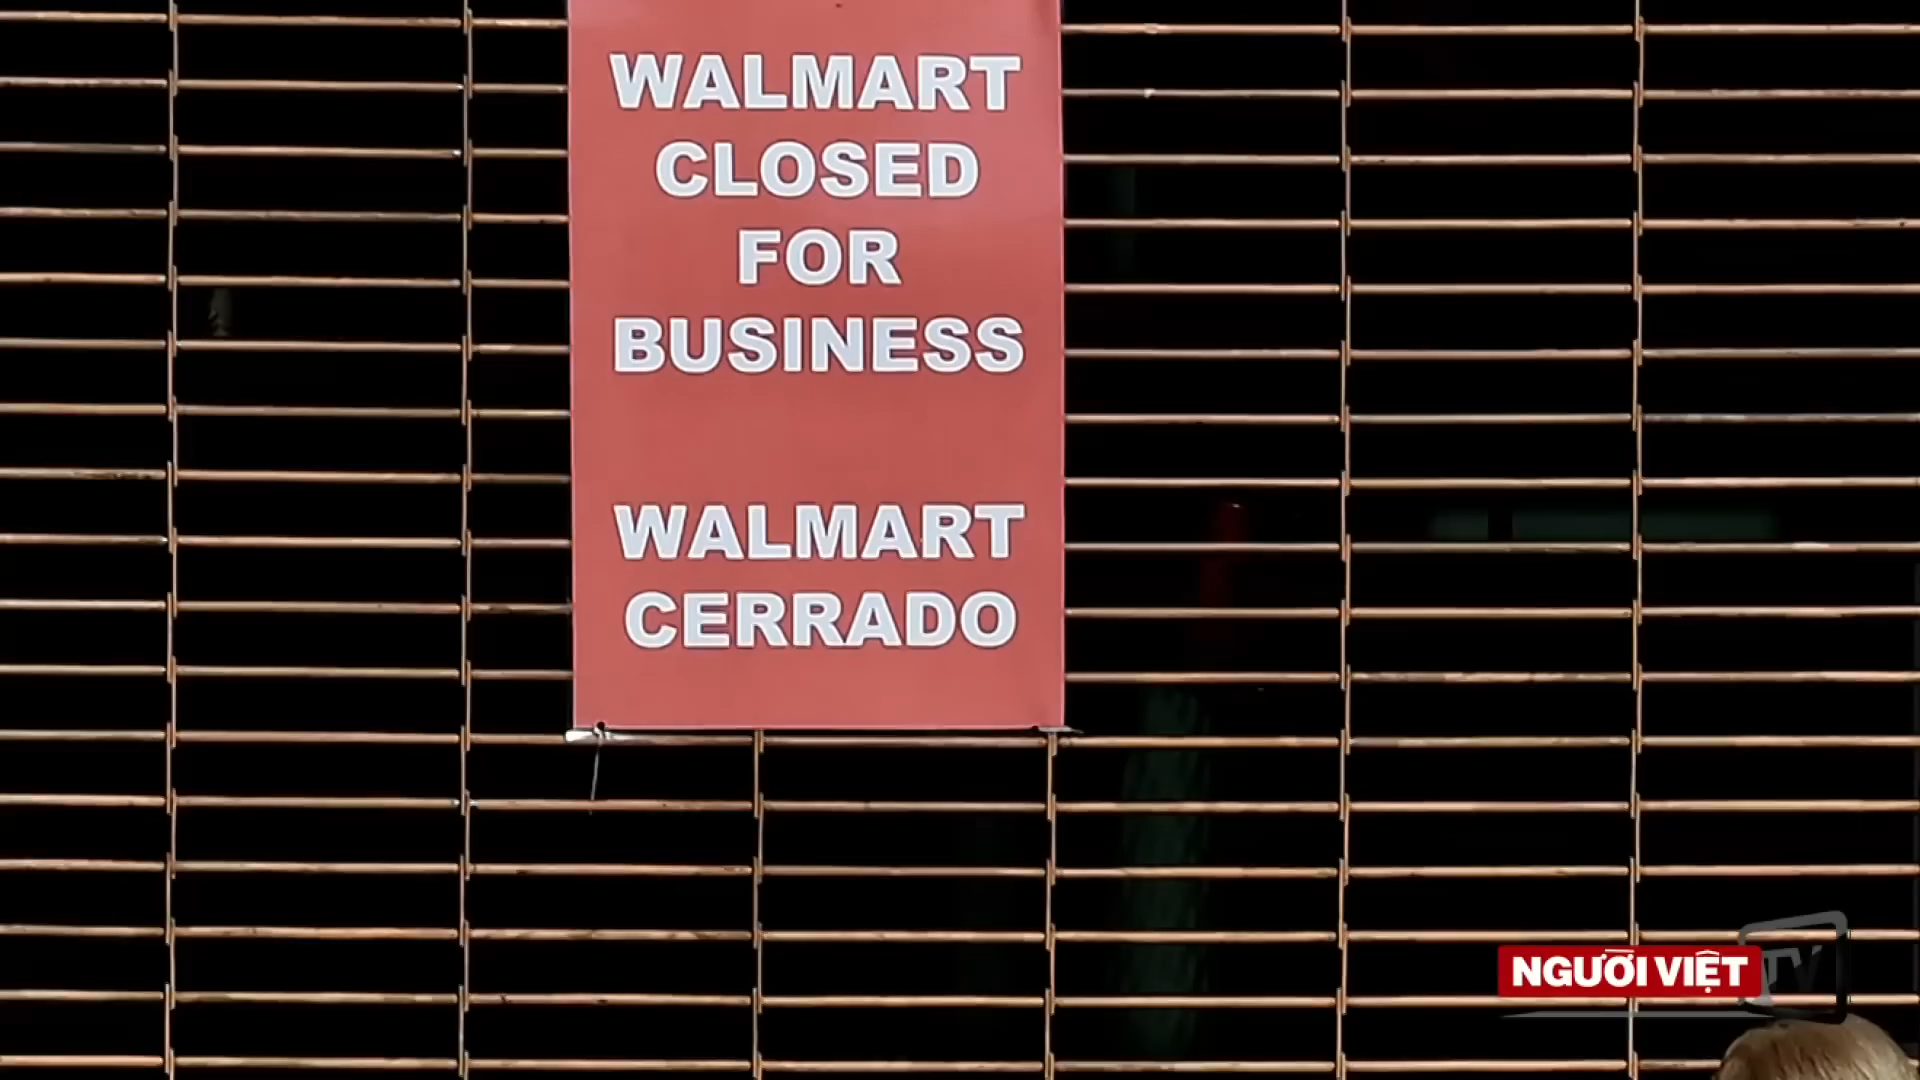 WALMART
CLOSED
FOR
BUSINESS
WALMART
CERRADO
NGƯỜI VIỆT TV